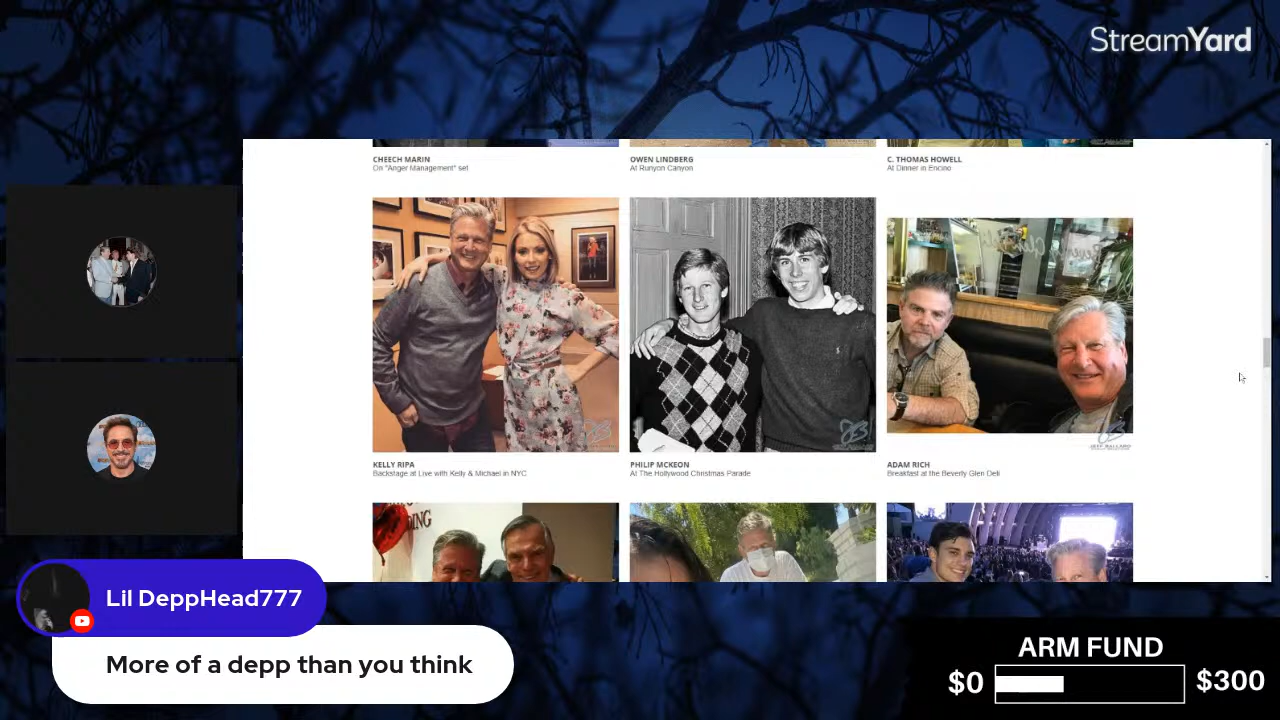 StreamYard
CHEECH MARIN
On "Anger Management" set
OWEN LINDBERG
At Runyon Canyon
C. THOMAS HOWELL
At Dinner in Encino
KELLY RIPA
Backstage at Live with Kelly & Michael in NYC
PHILIP MCKEON
At The Hollywood Christmas Parade
JEFF BALLARD
ADAM RICH
Breakfast at the Beverly Glen Deli
Lil DeppHead777
More of a depp than you think
ARM FUND
$0
$300